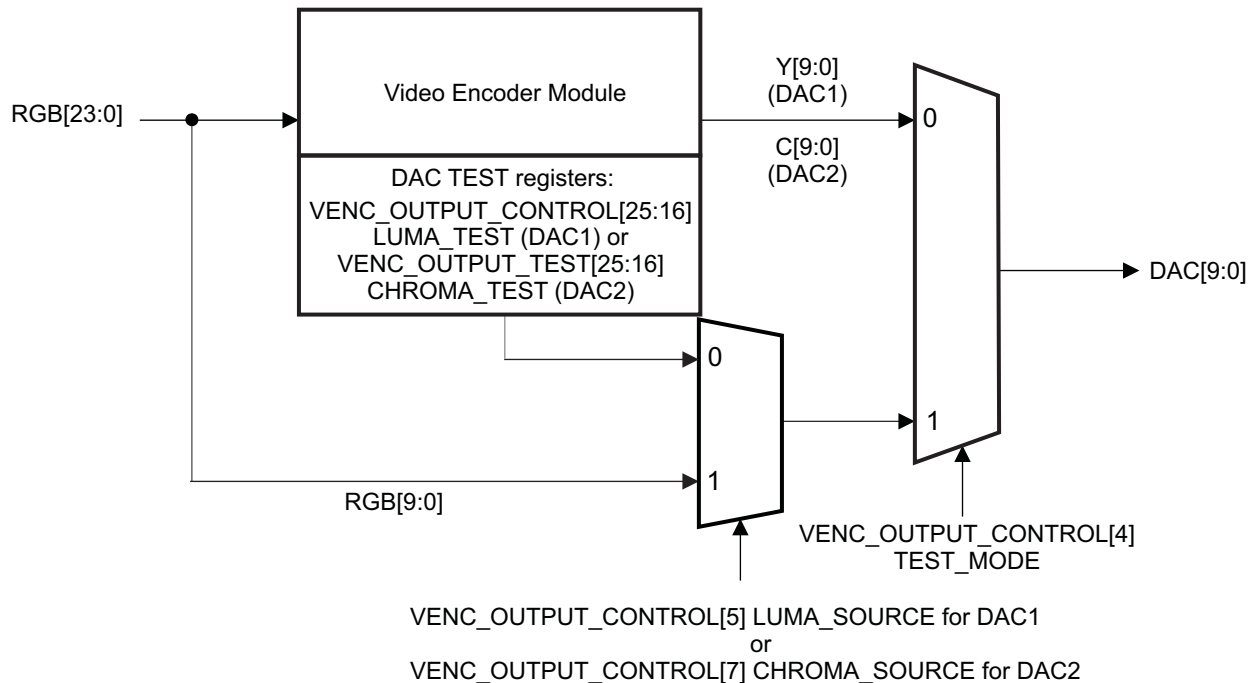 RGB[23:0]
Video Encoder Module
Y[9:0]
(DAC1)
C[9:0]
(DAC2)
0
DAC TEST registers:
VENC_OUTPUT_CONTROL[25:16]
LUMA_TEST (DAC1) or
VENC_OUTPUT_TEST[25:16]
CHROMA_TEST (DAC2)
DAC[9:0]
0
1
1
RGB[9:0]
VENC_OUTPUT_CONTROL[4]
TEST_MODE
VENC_OUTPUT_CONTROL[5] LUMA_SOURCE for DAC1
or
VENC_OUTPUT_CONTROL[7] CHROMA_SOURCE for DAC2